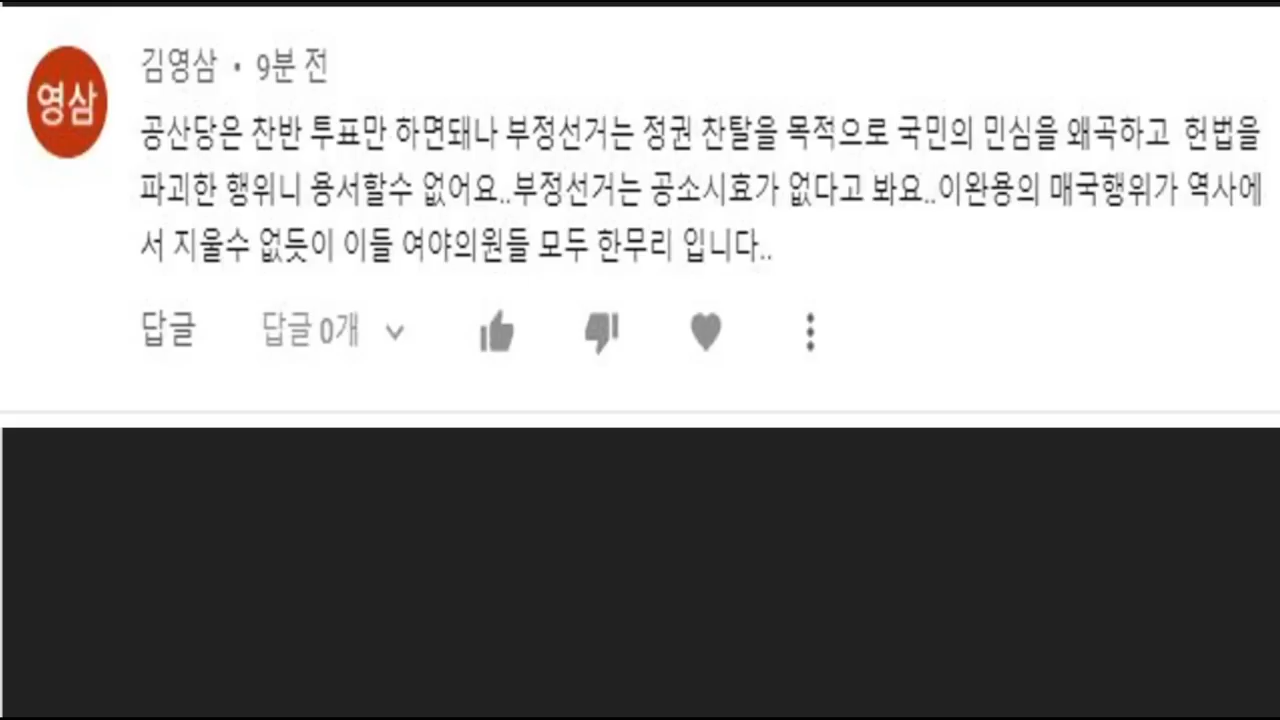 영삼
김영삼 · 9분 전
공산당은 찬반 투표만 하면돼나 부정선거는 정권 찬탈을 목적으로 국민의 민심을 왜곡하고 헌법을
파괴한 행위니 용서할수 없어요..부정선거는 공소시효가 없다고 봐요..이완용의 매국행위가 역사에
서 지울수 없듯이 이들 여야의원들 모두 한무리 입니다..
답글 답글 0개